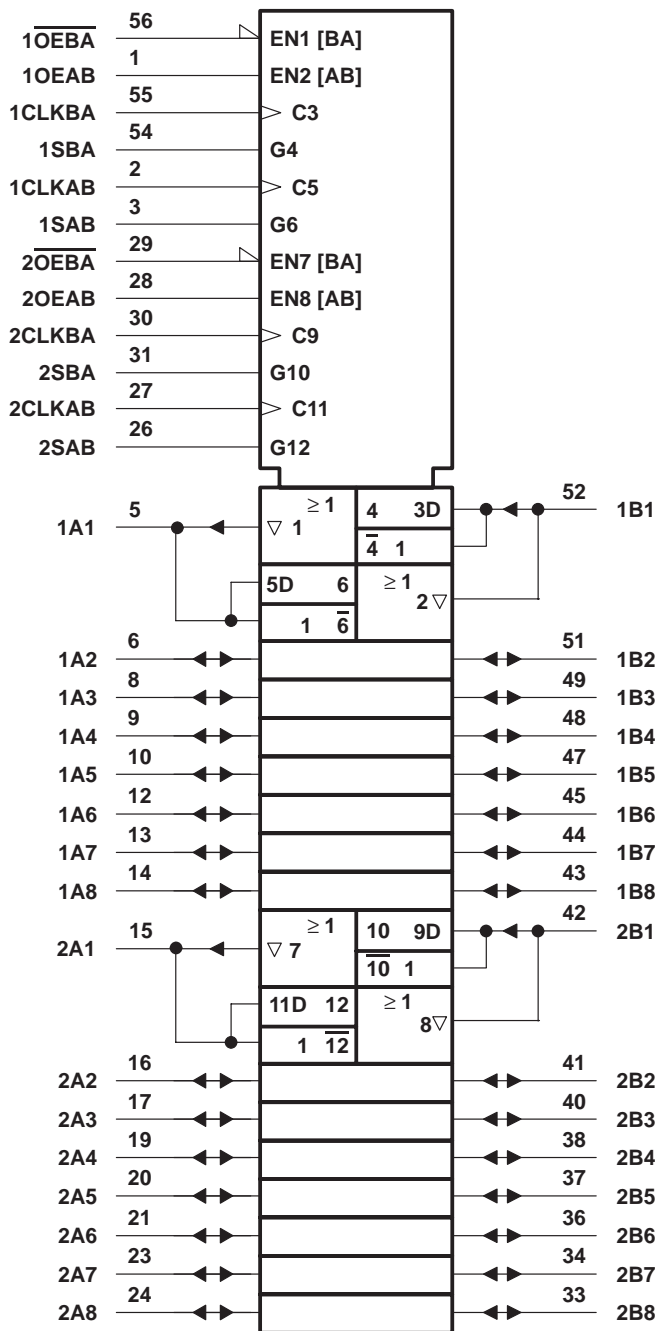 56
1O̅E̅B̅A̅ EN1 [BA]
1
1OEAB EN2 [AB]
55
1CLKBA C3
54
1SBA G4
2
1CLKAB C5
3
1SAB G6
29
2O̅E̅B̅A̅ EN7 [BA]
28
2OEAB EN8 [AB]
30
2CLKBA C9
31
2SBA G10
27
2CLKAB C11
26
2SAB G12
5 ≥ 1 4 3D 52
1A1 ▽ 1 4̅ 1 1B1
5D 6 ≥ 1
1 6̅ 2 ▽
6 51
1A2 1B2
8 49
1A3 1B3
9 48
1A4 1B4
10 47
1A5 1B5
12 45
1A6 1B6
13 44
1A7 1B7
14 43
1A8 1B8
15 ≥ 1 10 9D 42
2A1 ▽ 7 1̅0̅ 1 2B1
11D 12 ≥ 1
1 1̅2̅ 8 ▽
16 41
2A2 2B2
17 40
2A3 2B3
19 38
2A4 2B4
20 37
2A5 2B5
21 36
2A6 2B6
23 34
2A7 2B7
24 33
2A8 2B8